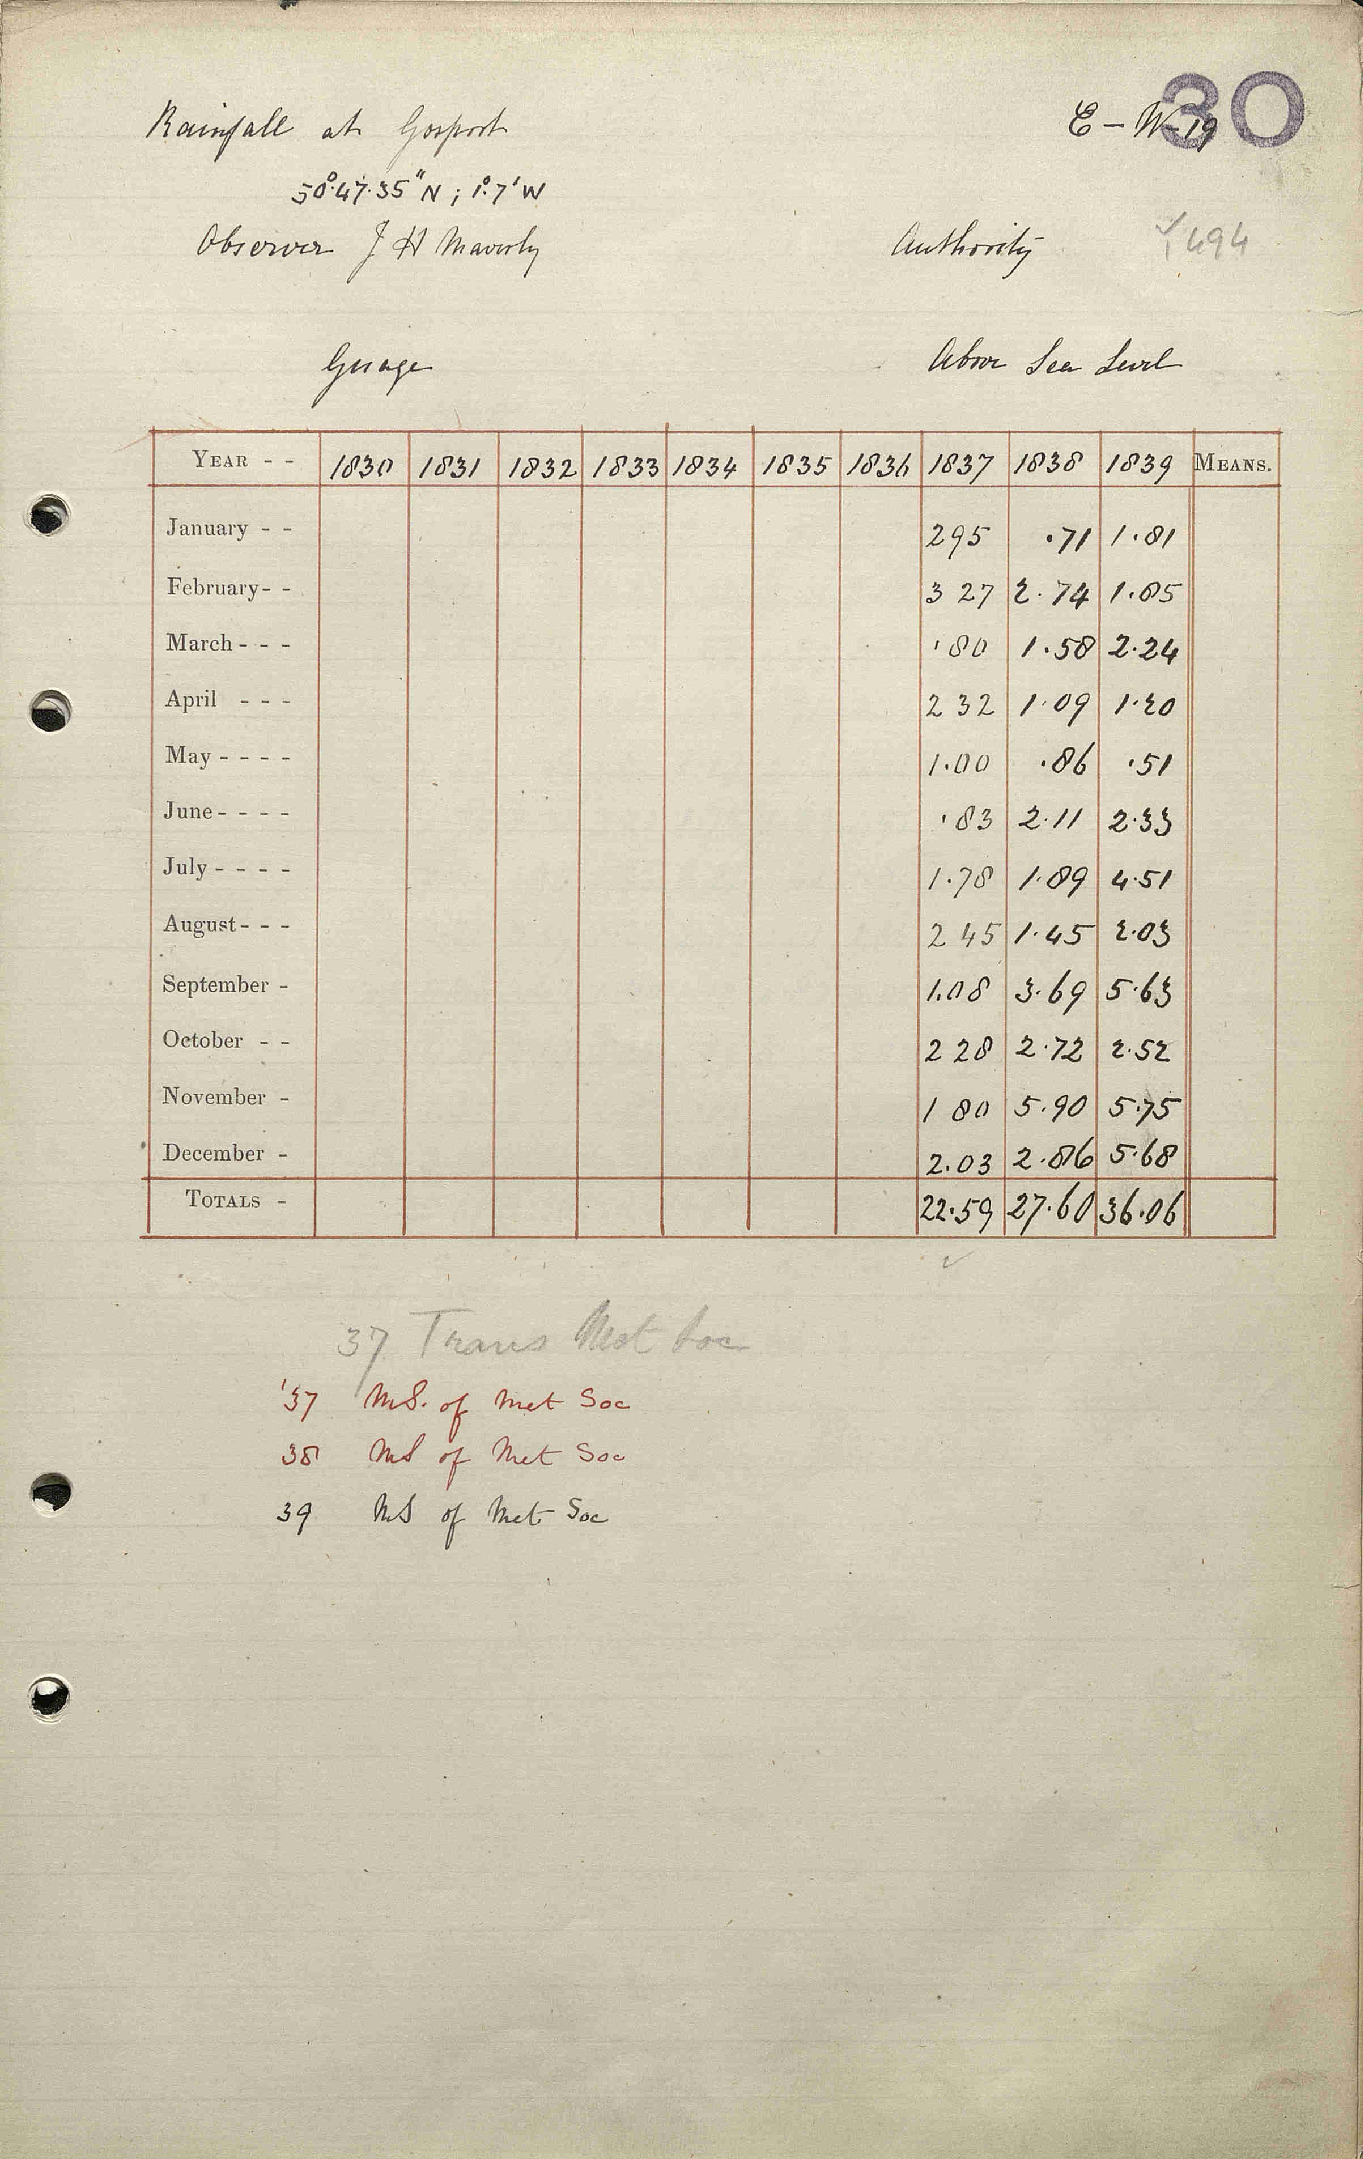 30
Rainfall at Gosport E - W - 19
50°.47.35"N ; 1°.7'W
Observer J H Maverly Authority 494
Guage Above Sea Level
YEAR - - 1830 1831 1832 1833 1834 1835 1836 1837 1838 1839 MEANS.
January - - 2 95 .71 1.81
February - - 3 27 2.74 1.85
March - - - .80 1.58 2.24
April - - - 2 32 1.09 1.20
May - - - - 1.00 .86 .51
June - - - - .83 2.11 2.33
July - - - - 1.78 1.89 4.51
August - - - 2 45 1.45 2.03
September - 1.08 3.69 5.63
October - - 2 28 2.72 2.52
November - 1 80 5.90 5.75
December - 2.03 2.86 5.68
TOTALS - 22.59 27.60 36.06
37 Trans Met Soc
'37 MS. of Met Soc
38 MS of Met Soc
39 MS of Met Soc